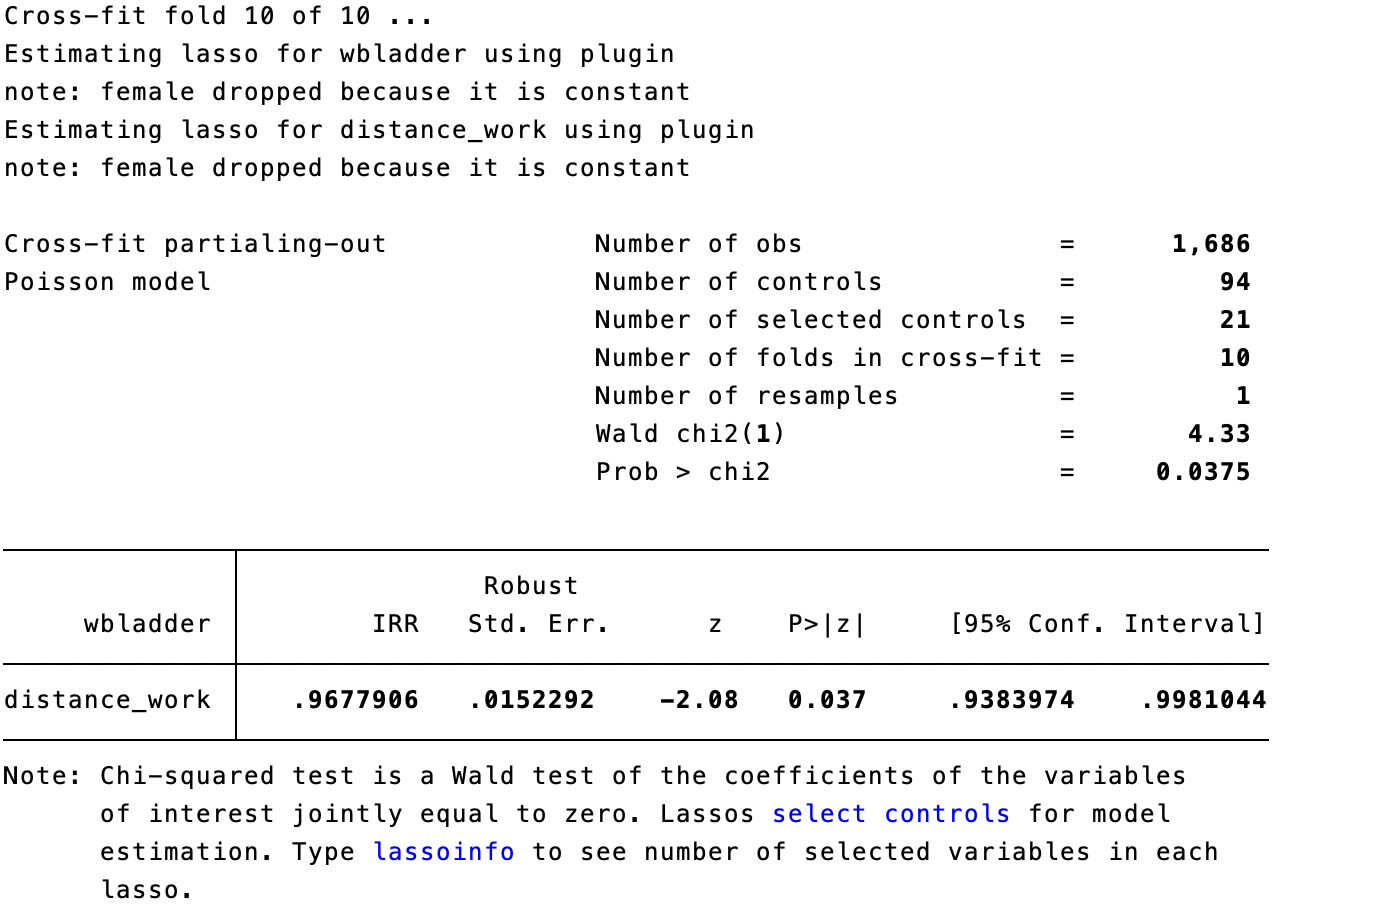 Cross-fit fold 10 of 10 ...
Estimating lasso for wbladder using plugin
note: female dropped because it is constant
Estimating lasso for distance_work using plugin
note: female dropped because it is constant
Cross-fit partialing-out Number of obs = 1,686
Poisson model Number of controls = 94
Number of selected controls = 21
Number of folds in cross-fit = 10
Number of resamples = 1
Wald chi2(1) = 4.33
Prob > chi2 = 0.0375
Robust
wbladder IRR Std. Err. z P>|z| [95% Conf. Interval]
distance_work .9677906 .0152292 -2.08 0.037 .9383974 .9981044
Note: Chi-squared test is a Wald test of the coefficients of the variables
of interest jointly equal to zero. Lassos select controls for model
estimation. Type lassoinfo to see number of selected variables in each
lasso.